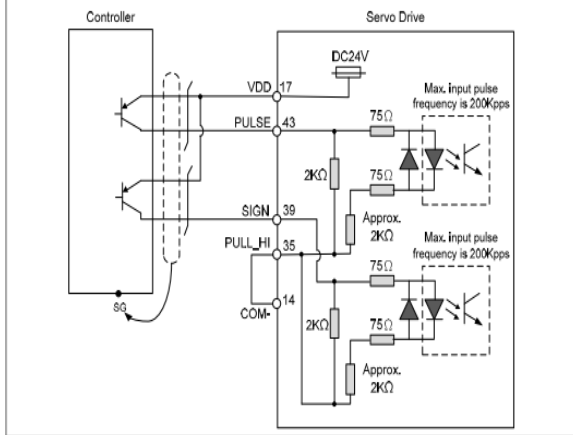 Controller
Servo Drive
DC24V
VDD 17
Max. input pulse
frequency is 200Kpps
75Ω
PULSE 43
2KΩ
75Ω
SIGN 39
Approx.
2KΩ
PULL_HI 35
Max. input pulse
frequency is 200Kpps
75Ω
SG
14
COM-
2KΩ
75Ω
Approx.
2KΩ